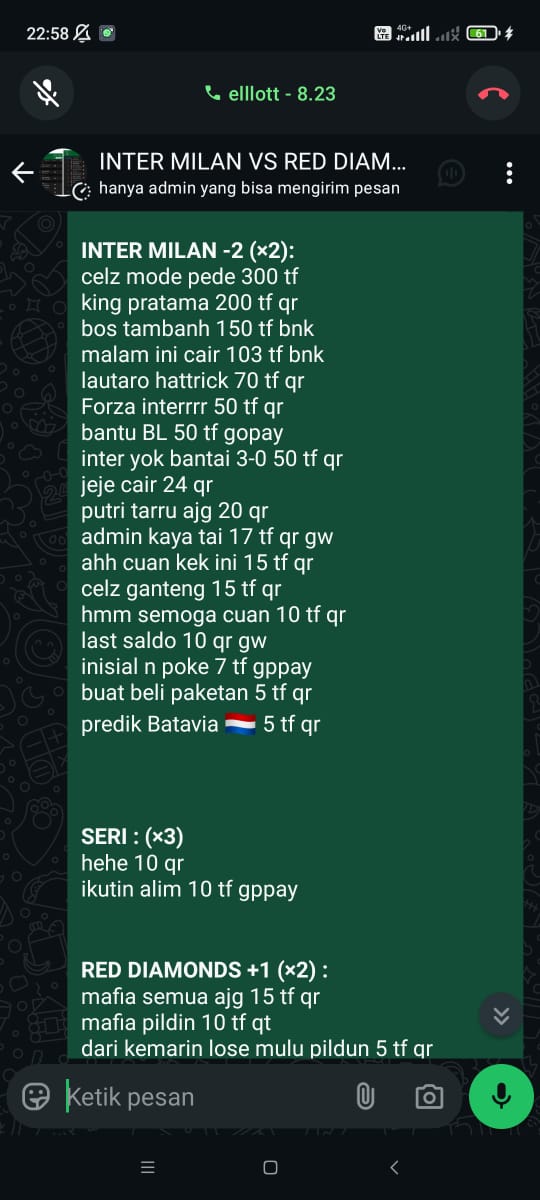 22:58
Vo LTE
4G+
61
elllott - 8.23
INTER MILAN VS RED DIAM...
hanya admin yang bisa mengirim pesan
INTER MILAN -2 (×2):
celz mode pede 300 tf
king pratama 200 tf qr
bos tambanh 150 tf bnk
malam ini cair 103 tf bnk
lautaro hattrick 70 tf qr
Forza interrrr 50 tf qr
bantu BL 50 tf gopay
inter yok bantai 3-0 50 tf qr
jeje cair 24 qr
putri tarru ajg 20 qr
admin kaya tai 17 tf qr gw
ahh cuan kek ini 15 tf qr
celz ganteng 15 tf qr
hmm semoga cuan 10 tf qr
last saldo 10 qr gw
inisial n poke 7 tf gppay
buat beli paketan 5 tf qr
predik Batavia 🇳🇱 5 tf qr
SERI : (×3)
hehe 10 qr
ikutin alim 10 tf gppay
RED DIAMONDS +1 (×2) :
mafia semua ajg 15 tf qr
mafia pildin 10 tf qt
dari kemarin lose mulu pildun 5 tf qr
Ketik pesan